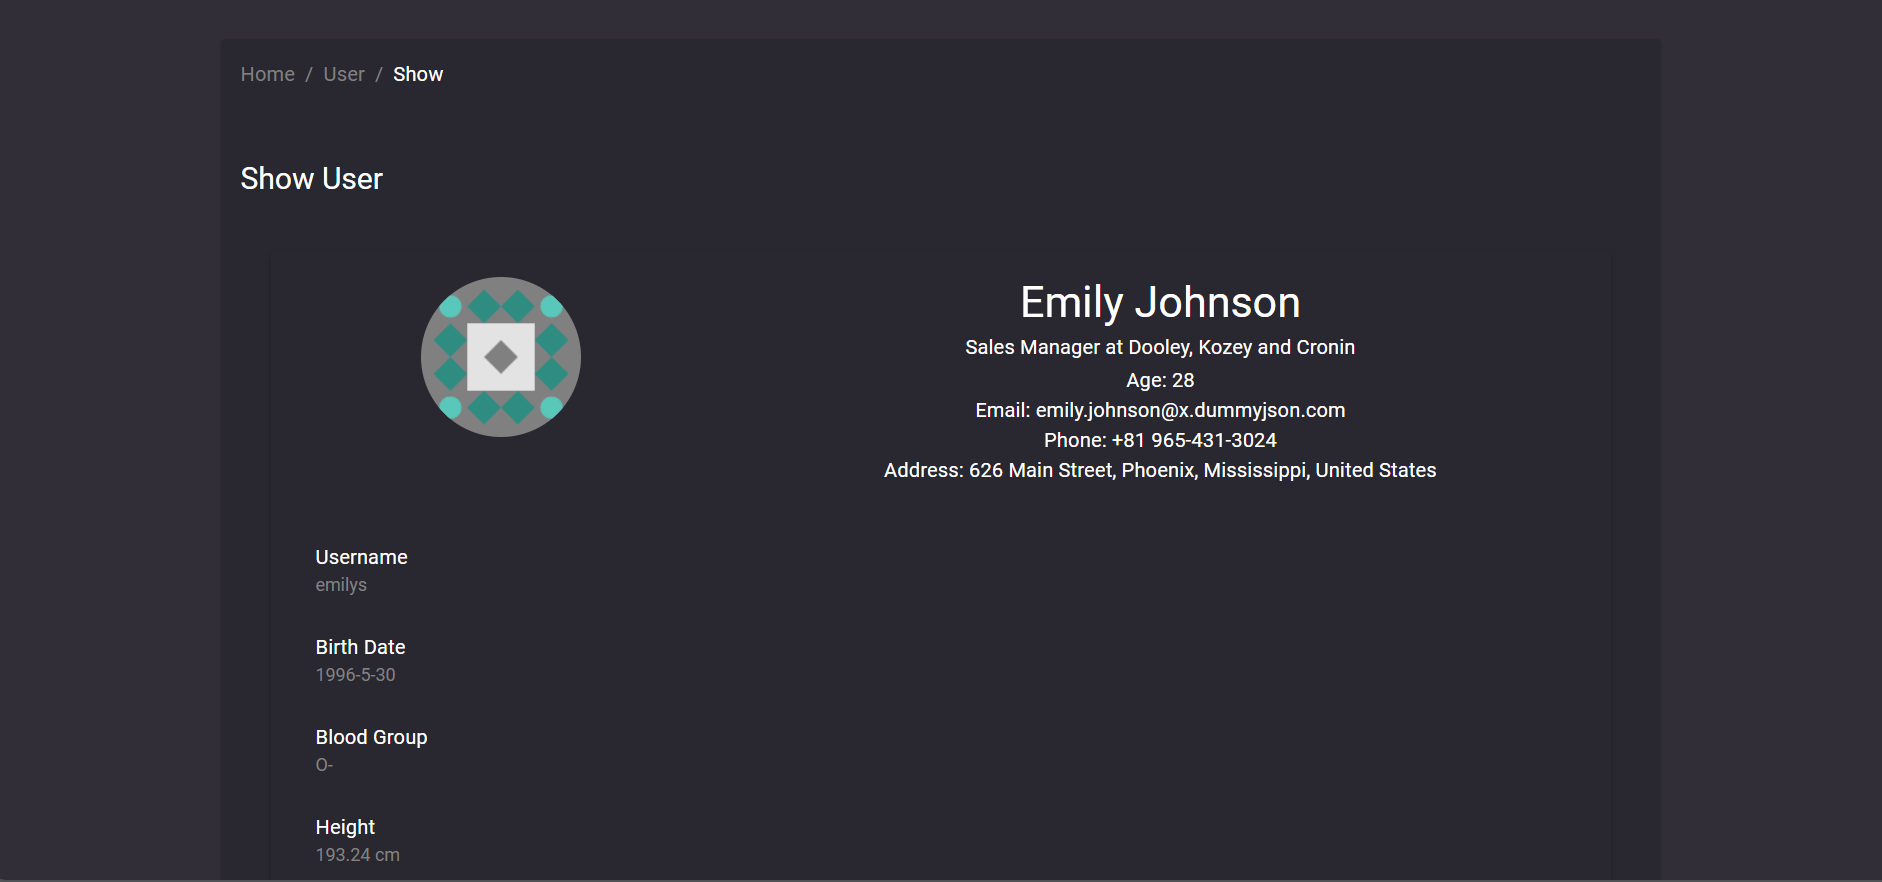 Home / User / Show
Show User
Emily Johnson
Sales Manager at Dooley, Kozey and Cronin
Age: 28
Email: emily.johnson@x.dummyjson.com
Phone: +81 965-431-3024
Address: 626 Main Street, Phoenix, Mississippi, United States
Username
emilys
Birth Date
1996-5-30
Blood Group
O-
Height
193.24 cm